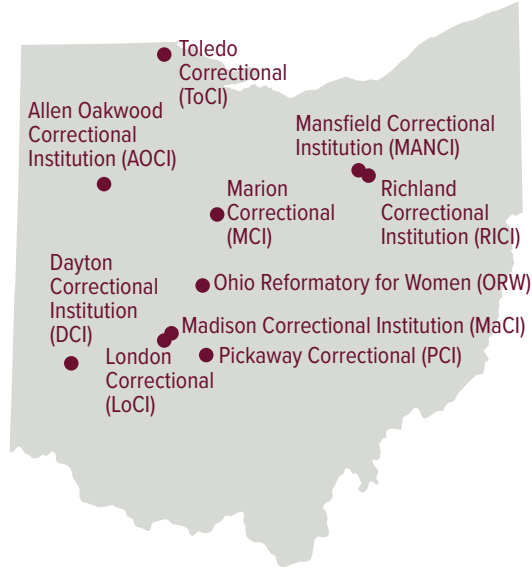 Toledo
Correctional
(ToCI)
Allen Oakwood
Correctional
Institution (AOCI)
Mansfield Correctional
Institution (MANCI)
Richland
Correctional
Institution (RICI)
Marion
Correctional
(MCI)
Dayton
Correctional
Institution
(DCI)
Ohio Reformatory for Women (ORW)
Madison Correctional Institution (MaCI)
London
Correctional
(LoCI)
Pickaway Correctional (PCI)